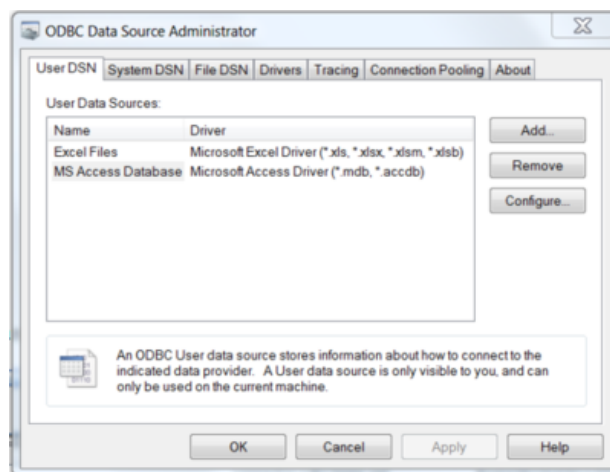 ODBC Data Source Administrator
User DSN System DSN File DSN Drivers Tracing Connection Pooling About
User Data Sources:
Name Driver
Excel Files Microsoft Excel Driver (*.xls, *.xlsx, *.xlsm, *.xlsb)
MS Access Database Microsoft Access Driver (*.mdb, *.accdb)
Add...
Remove
Configure...
An ODBC User data source stores information about how to connect to the
indicated data provider. A User data source is only visible to you, and can
only be used on the current machine.
OK Cancel Apply Help